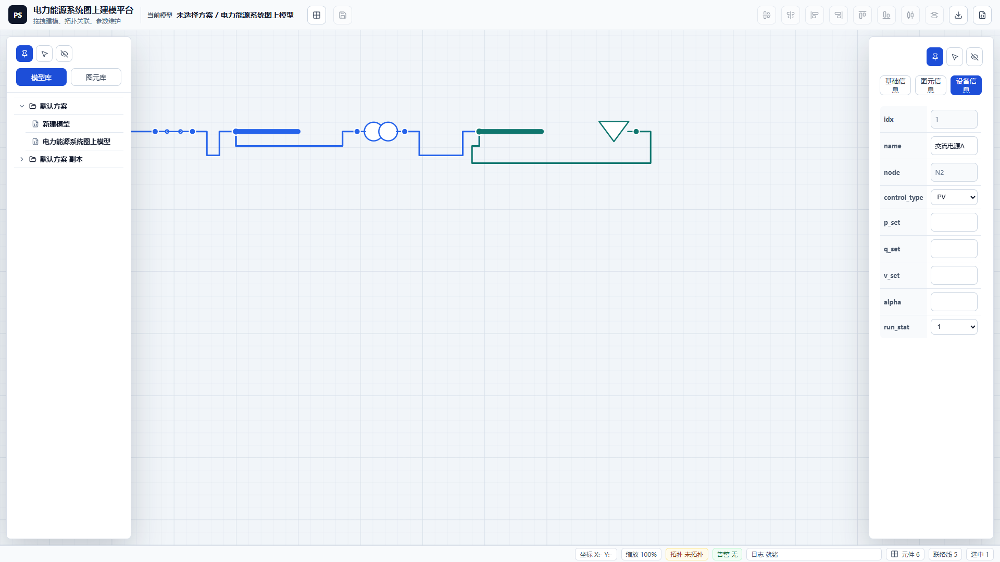 PS
电力能源系统图上建模平台
拖拽建模、拓扑关联、参数维护
当前模型 未选择方案 / 电力能源系统图上模型
模型库
图元库
默认方案
新建模型
电力能源系统图上模型
默认方案 副本
基础信息
图元信息
设备信息
idx 1
name 交流电源A
node N2
control_type PV
p_set
q_set
v_set
alpha
run_stat 1
坐标 X:- Y:-
缩放 100%
拓扑 未拓扑
告警 无
日志 就绪
元件 6
联络线 5
选中 1